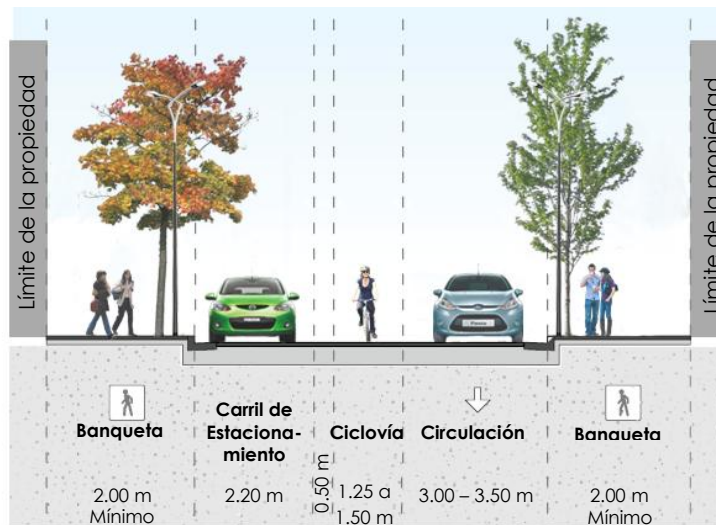 Límite de la propiedad
Límite de la propiedad
Banqueta
Carril de
Estaciona-
miento
Ciclovía
Circulación
Banqueta
2.00 m
Mínimo
2.20 m
0.50 m
1.25 a
1.50 m
3.00 – 3.50 m
2.00 m
Mínimo